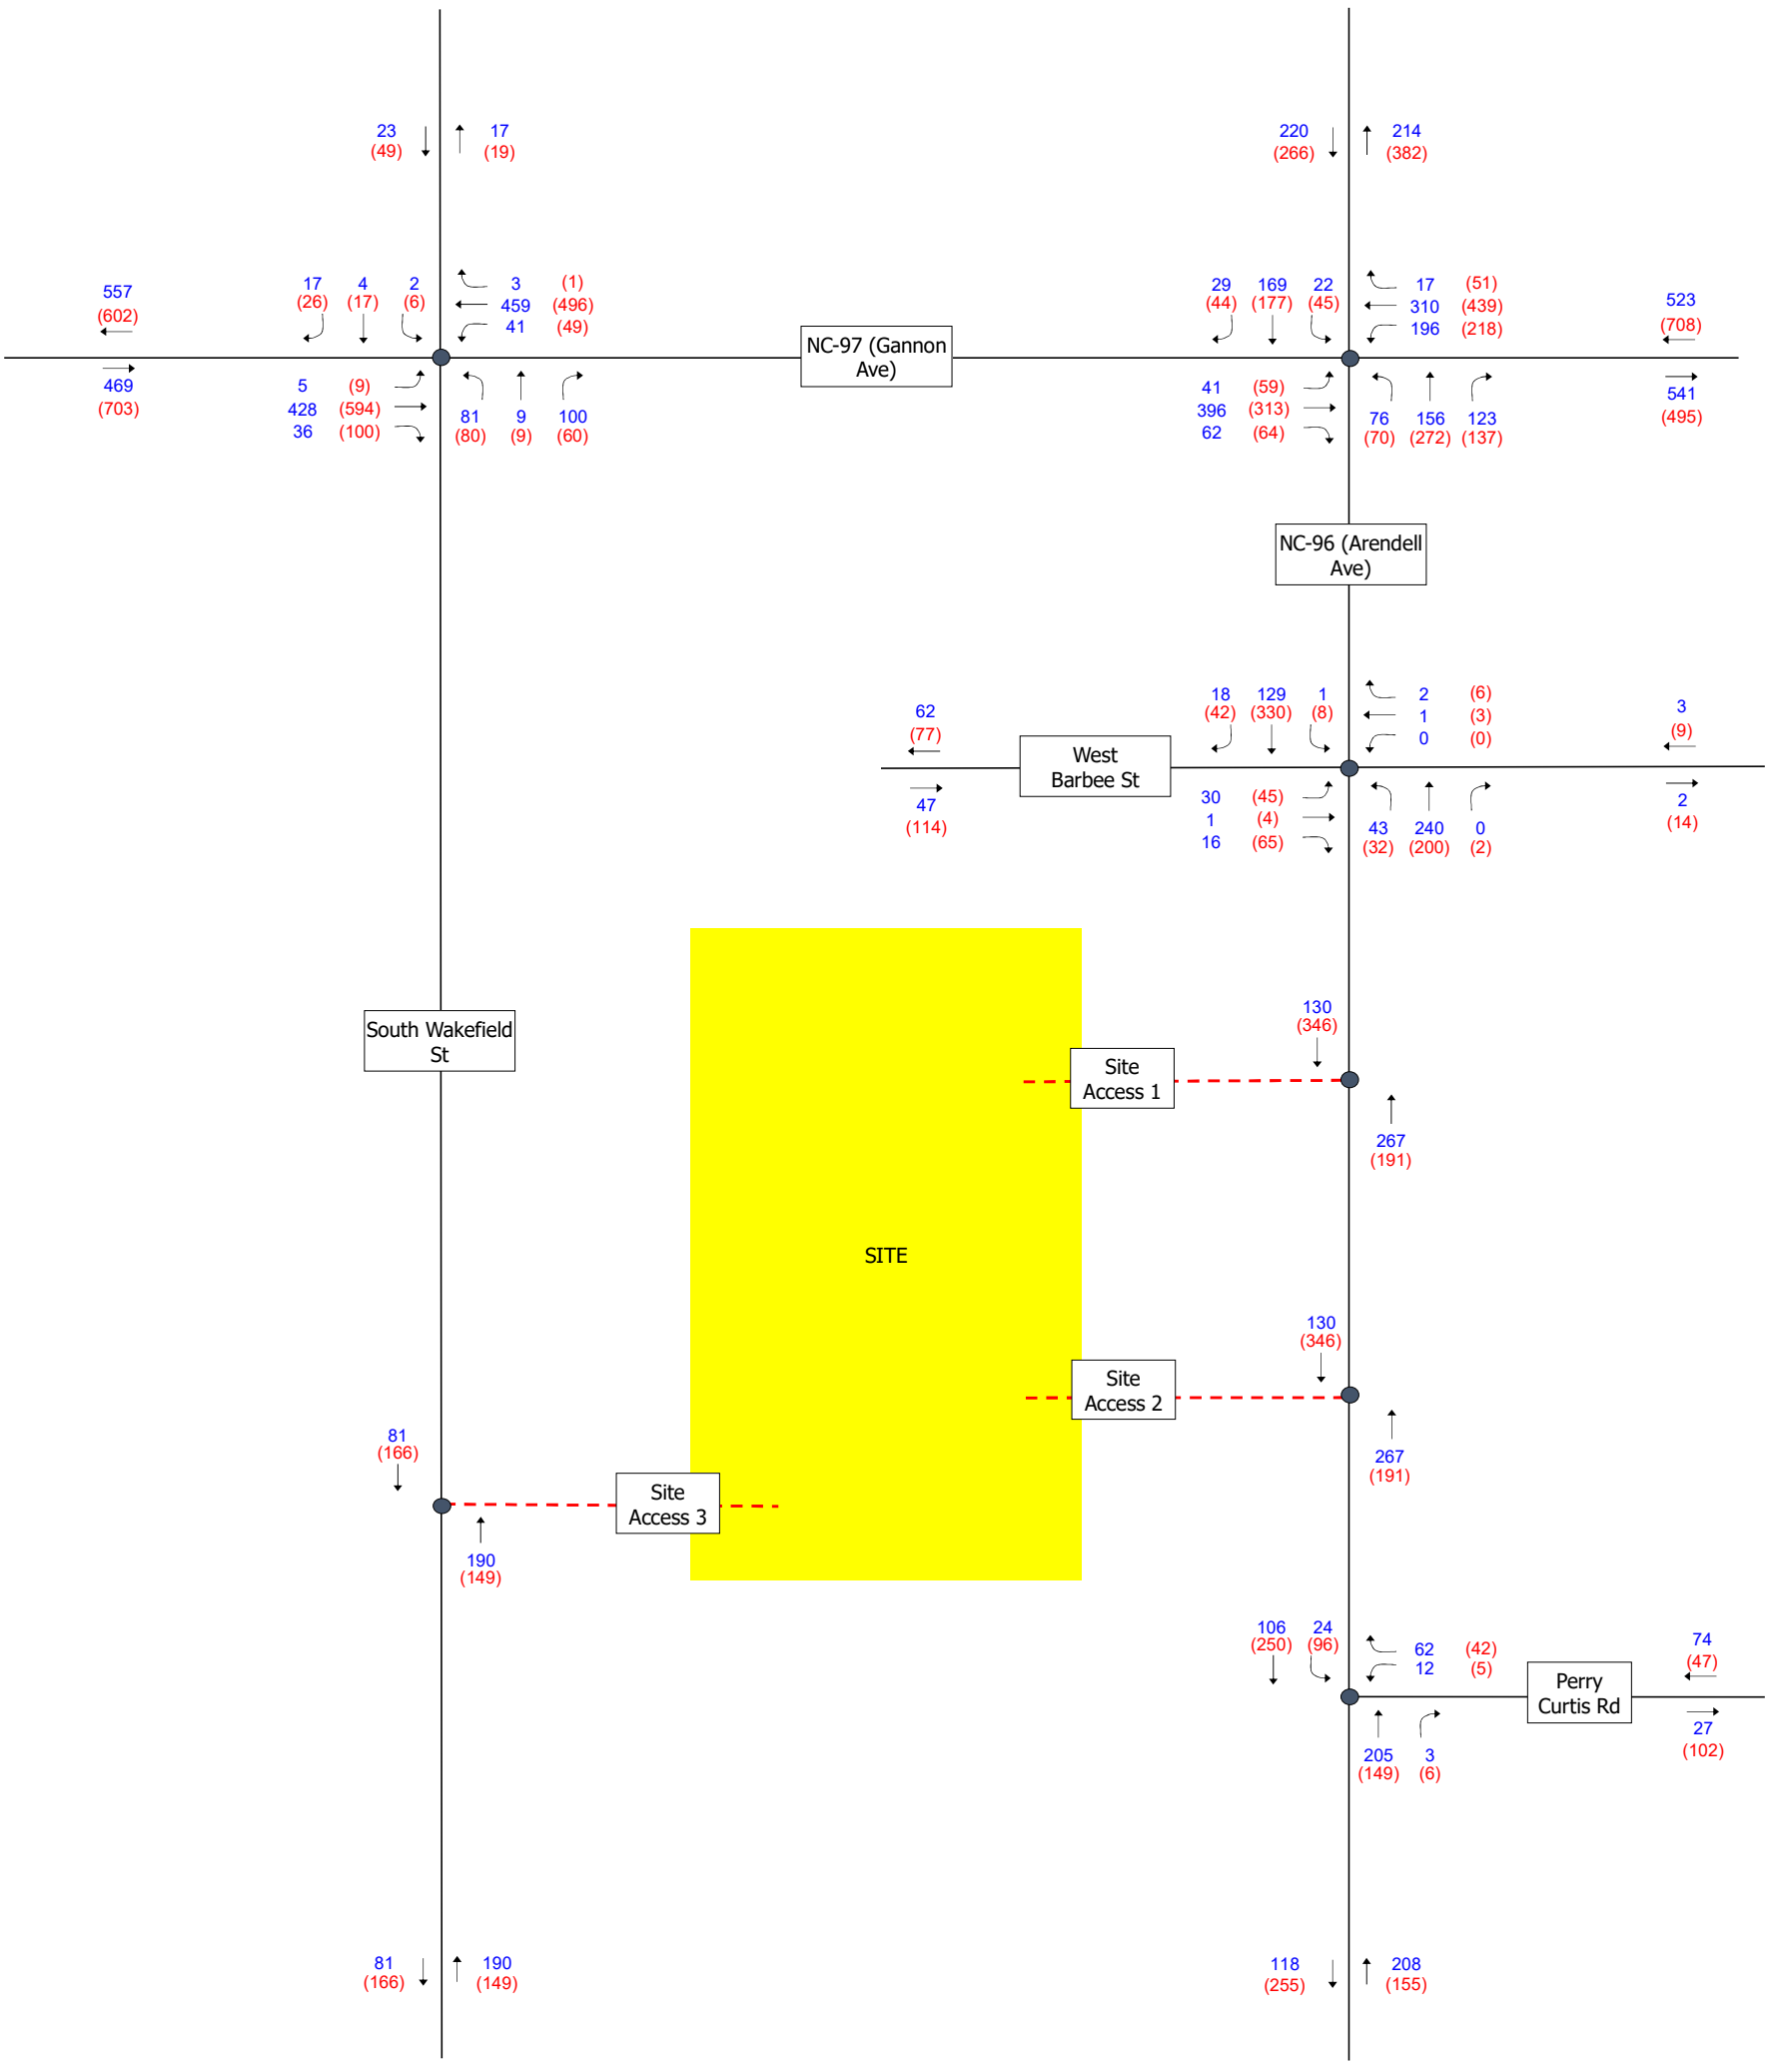 23 17 220 214
(49) (19) (266) (382)
17 4 2 3 (1)
(26) (17) (6) 459 (496)
41 (49)
557
(602)
469
(703)
5 (9)
428 (594)
36 (100)
81 9 100
(80) (9) (60)
NC-97 (Gannon
Ave)
29 169 22 17 (51)
(44) (177) (45) 310 (439)
196 (218)
523
(708)
541
(495)
41 (59)
396 (313)
62 (64)
76 156 123
(70) (272) (137)
NC-96 (Arendell
Ave)
62
(77)
47
(114)
West
Barbee St
18 129 1 2 (6)
(42) (330) (8) 1 (3)
0 (0)
3
(9)
2
(14)
30 (45)
1 (4)
16 (65)
43 240 0
(32) (200) (2)
South Wakefield
St
130
(346)
Site
Access 1
267
(191)
SITE
130
(346)
Site
Access 2
267
(191)
81
(166)
Site
Access 3
190
(149)
106 24 62 (42)
(250) (96) 12 (5)
74
(47)
Perry
Curtis Rd
27
(102)
205 3
(149) (6)
81 190 118 208
(166) (149) (255) (155)